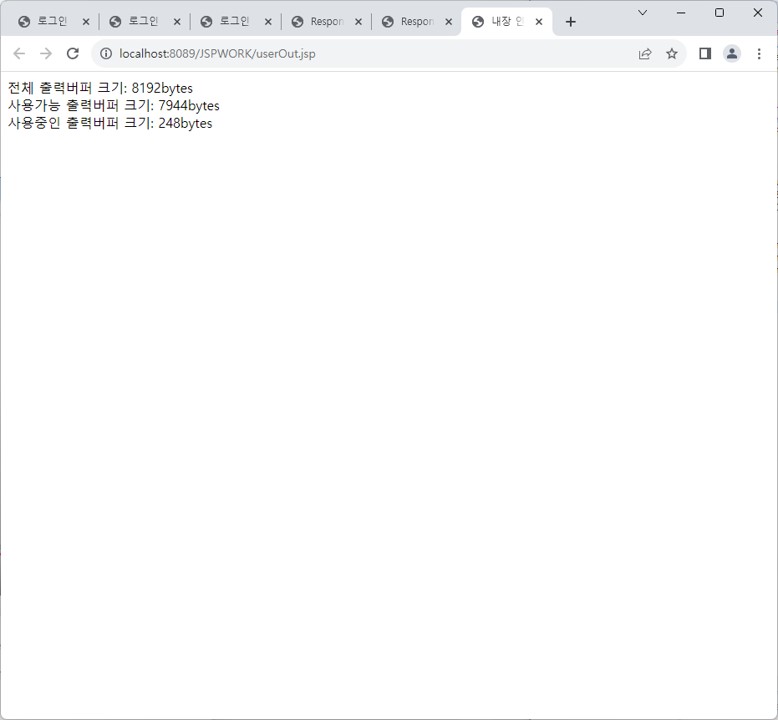 로그인
로그인
로그인
Respon
Respon
내장
localhost:8089/JSPWORK/userOut.jsp
전체 출력버퍼 크기: 8192bytes
사용가능 출력버퍼 크기: 7944bytes
사용중인 출력버퍼 크기: 248bytes